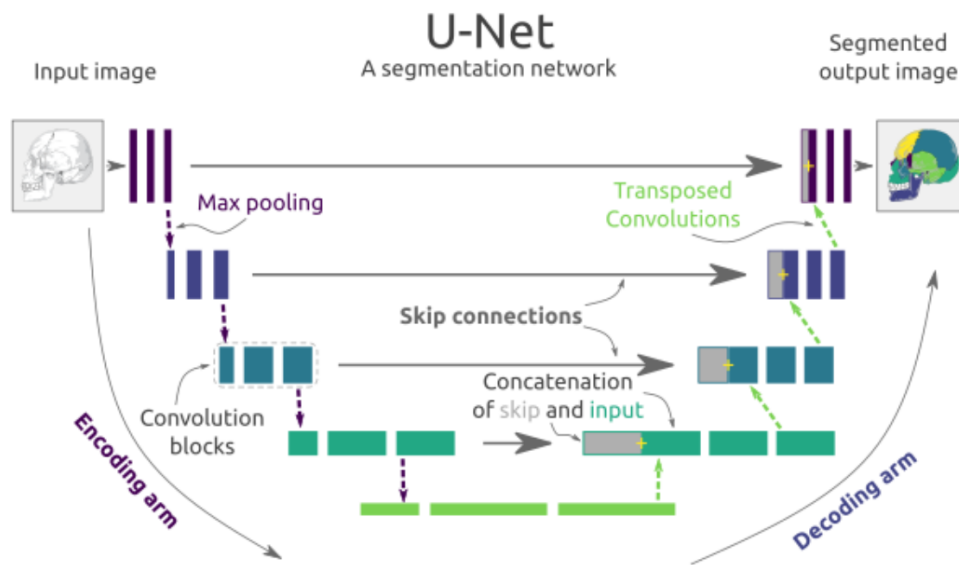 U-Net
A segmentation network
Input image
Segmented
output image
Max pooling
Transposed
Convolutions
Skip connections
Concatenation
of skip and input
Convolution
blocks
Encoding arm
Decoding arm